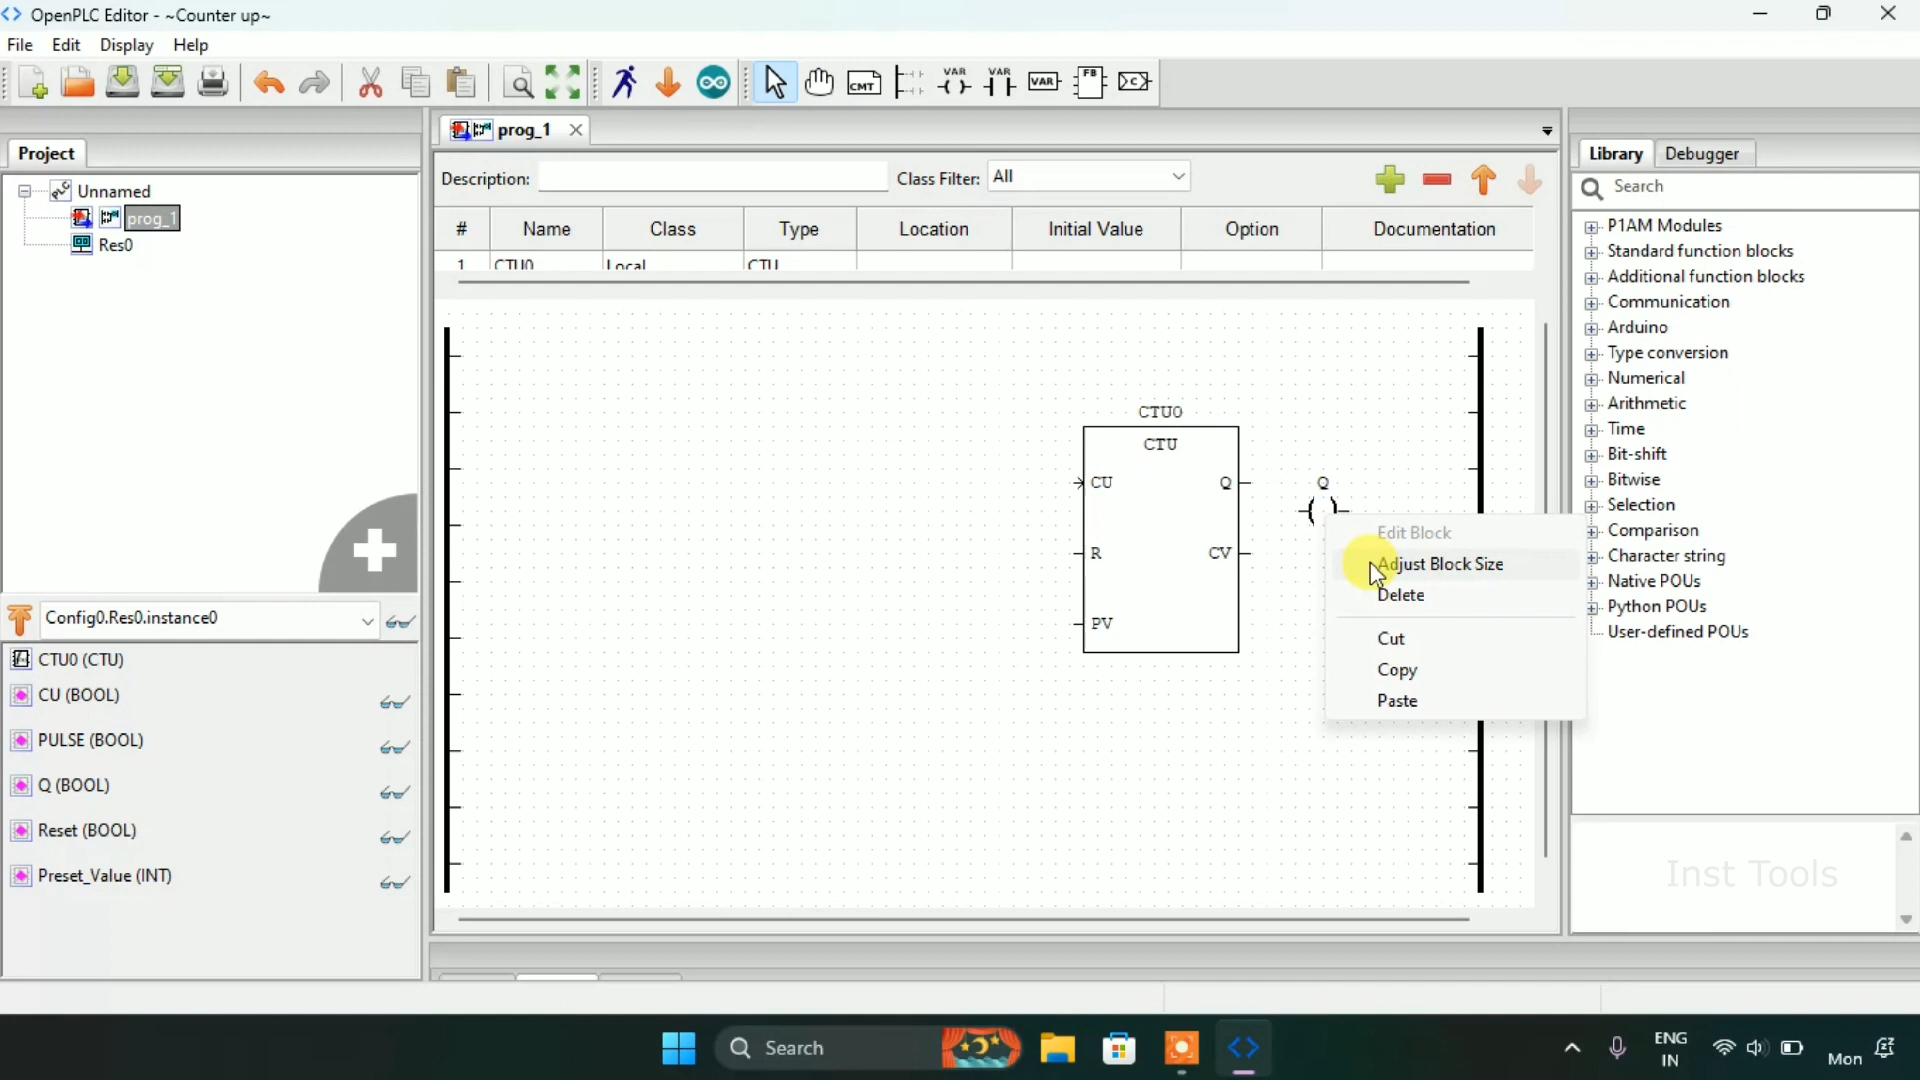 OpenPLC Editor - ~Counter up~
File Edit Display Help
CMT VAR VAR VAR FB C
Project
Unnamed
prog_1
Res0
prog_1
Description: Class Filter: All
# Name Class Type Location Initial Value Option Documentation
1 CTU0 Local CTU
CTU0
CTU
CU Q
R CV
PV
Q
Edit Block
Adjust Block Size
Delete
Cut
Copy
Paste
Library Debugger
Search
P1AM Modules
Standard function blocks
Additional function blocks
Communication
Arduino
Type conversion
Numerical
Arithmetic
Time
Bit-shift
Bitwise
Selection
Comparison
Character string
Native POUs
Python POUs
User-defined POUs
Inst Tools
Config0.Res0.instance0
CTU0 (CTU)
CU (BOOL)
PULSE (BOOL)
Q (BOOL)
Reset (BOOL)
Preset_Value (INT)
Search
ENG
IN
Mon